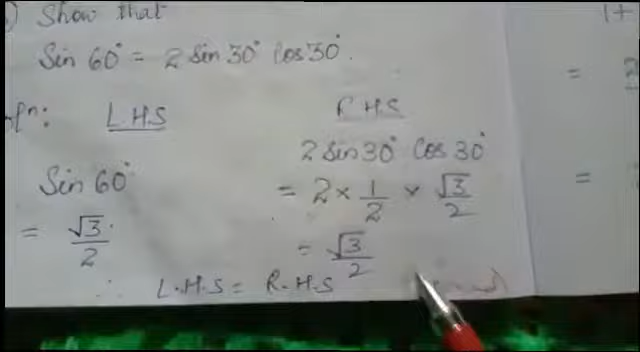 Show that
Sin 60° = 2 Sin 30° Cos 30°.
L.H.S
R.H.S
Sin 60°
= √3/2
2 Sin 30° Cos 30°
= 2 × 1/2 × √3/2
= √3/2
∴ L.H.S = R.H.S
1+
=
=